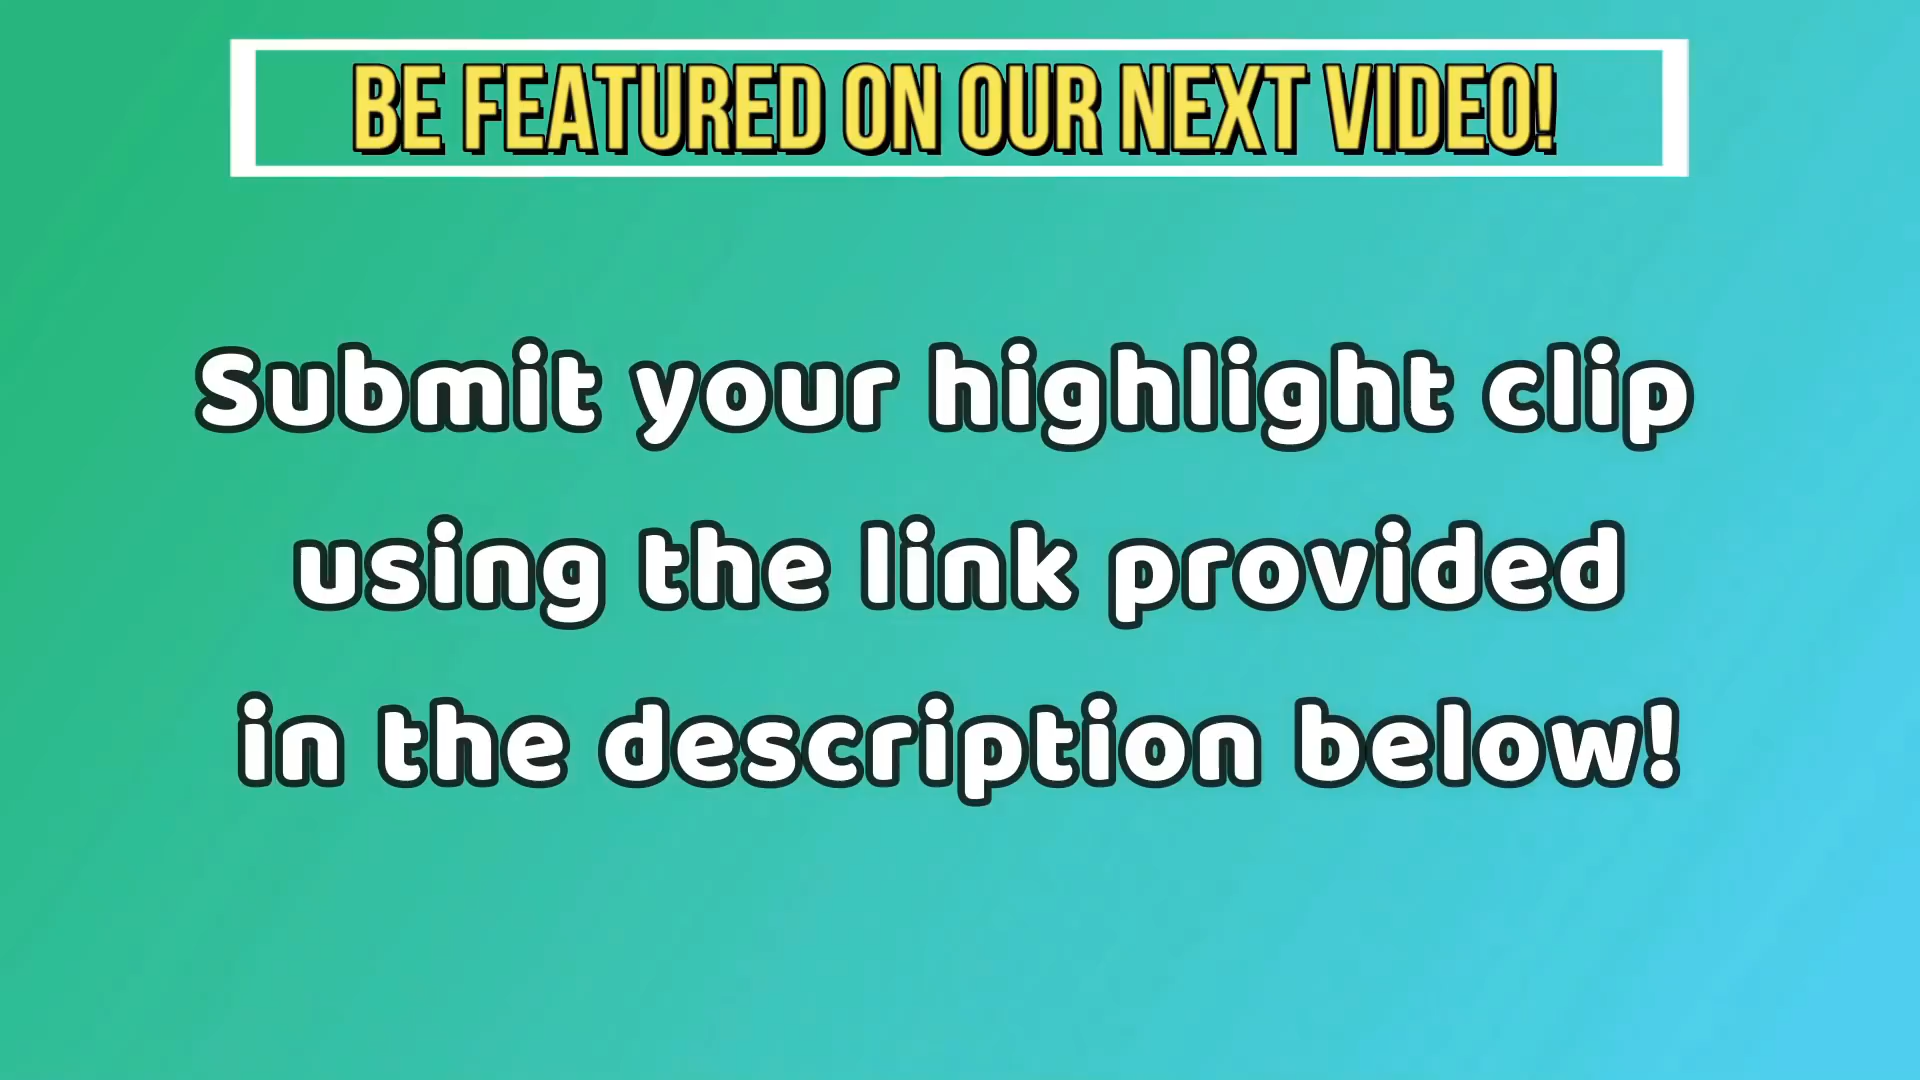 BE FEATURED ON OUR NEXT VIDEO!
Submit your highlight clip
using the link provided
in the description below!